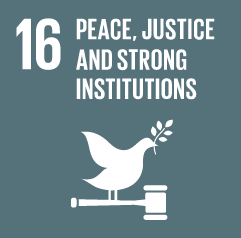 16 PEACE, JUSTICE
AND STRONG
INSTITUTIONS